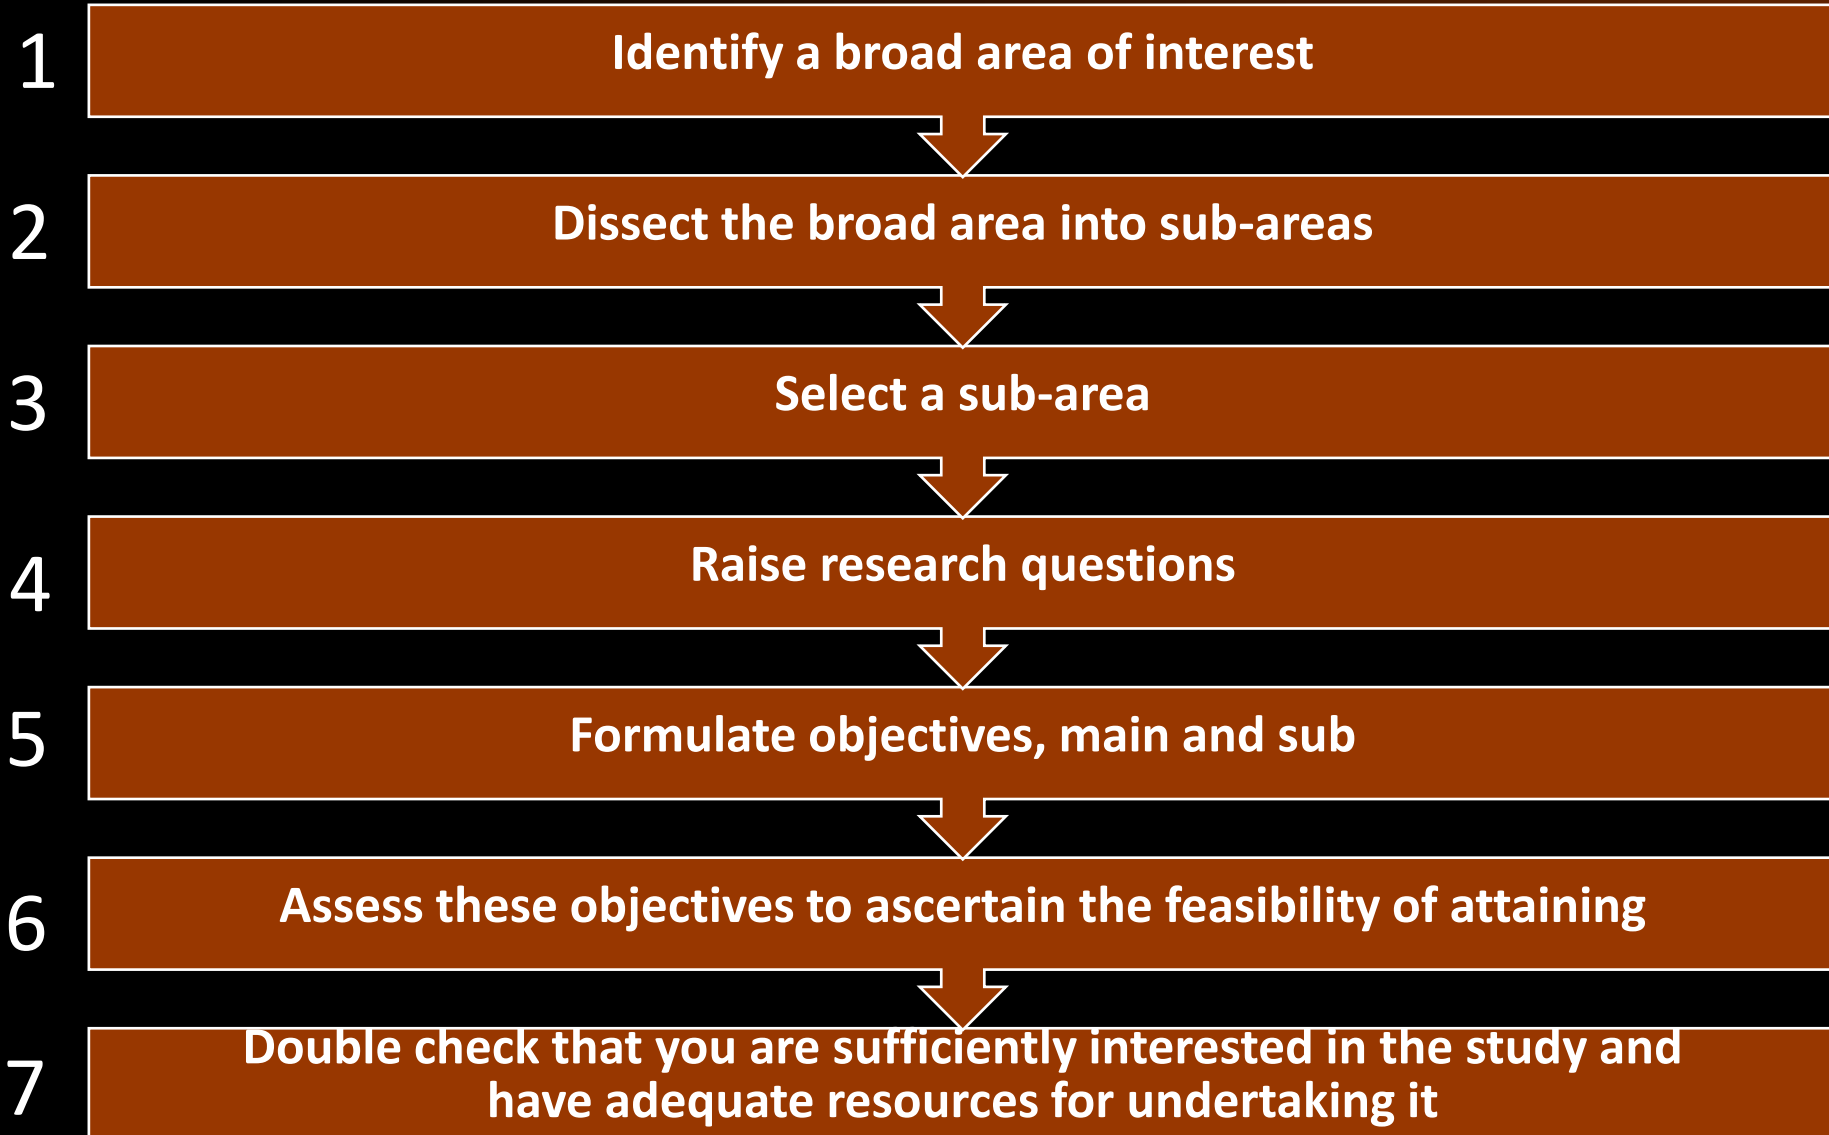 1
Identify a broad area of interest
2
Dissect the broad area into sub-areas
3
Select a sub-area
4
Raise research questions
5
Formulate objectives, main and sub
6
Assess these objectives to ascertain the feasibility of attaining
7
Double check that you are sufficiently interested in the study and
have adequate resources for undertaking it